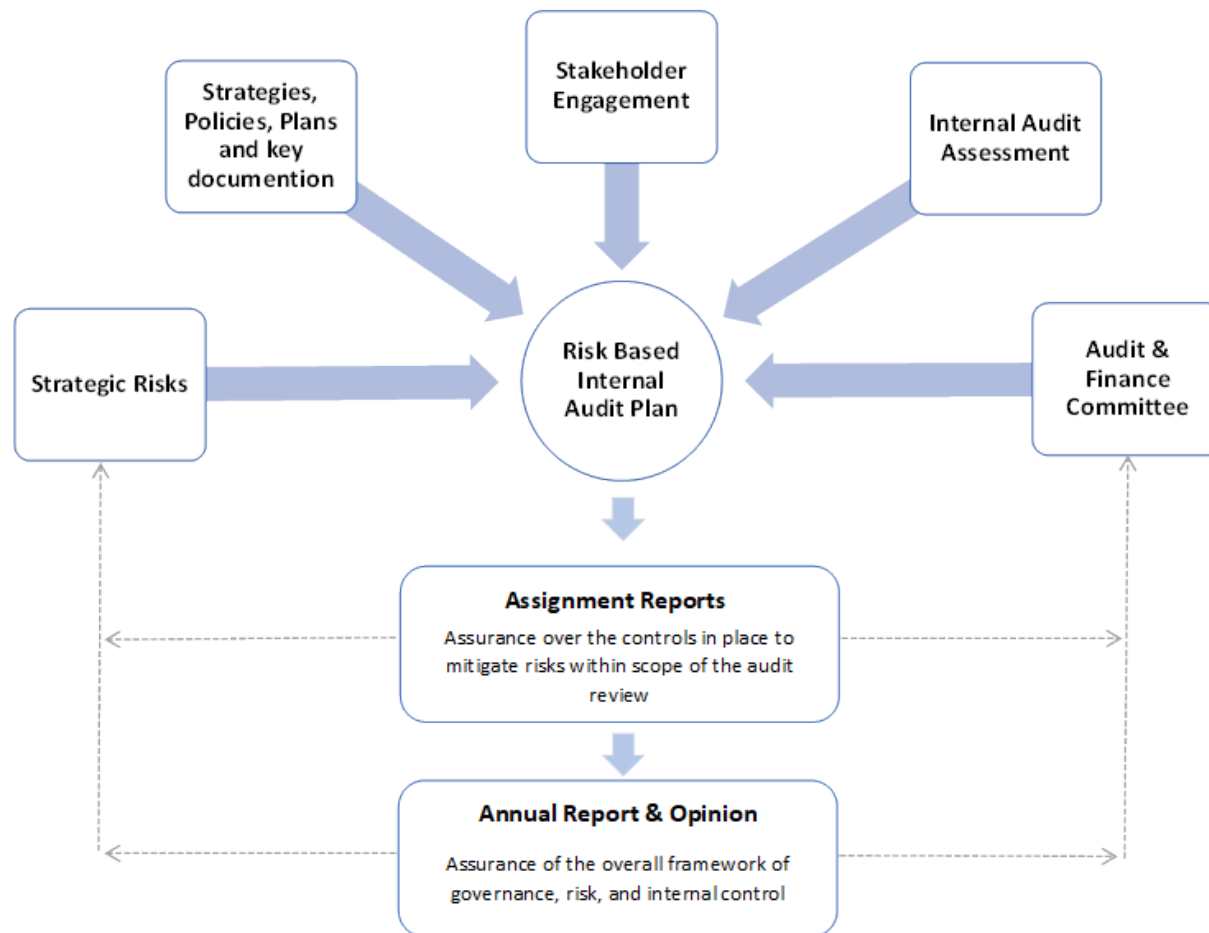 Stakeholder
Engagement
Strategies,
Policies, Plans
and key
documention
Internal Audit
Assessment
Strategic Risks
Risk Based
Internal
Audit Plan
Audit &
Finance
Committee
Assignment Reports
Assurance over the controls in place to
mitigate risks within scope of the audit
review
Annual Report & Opinion
Assurance of the overall framework of
governance, risk, and internal control